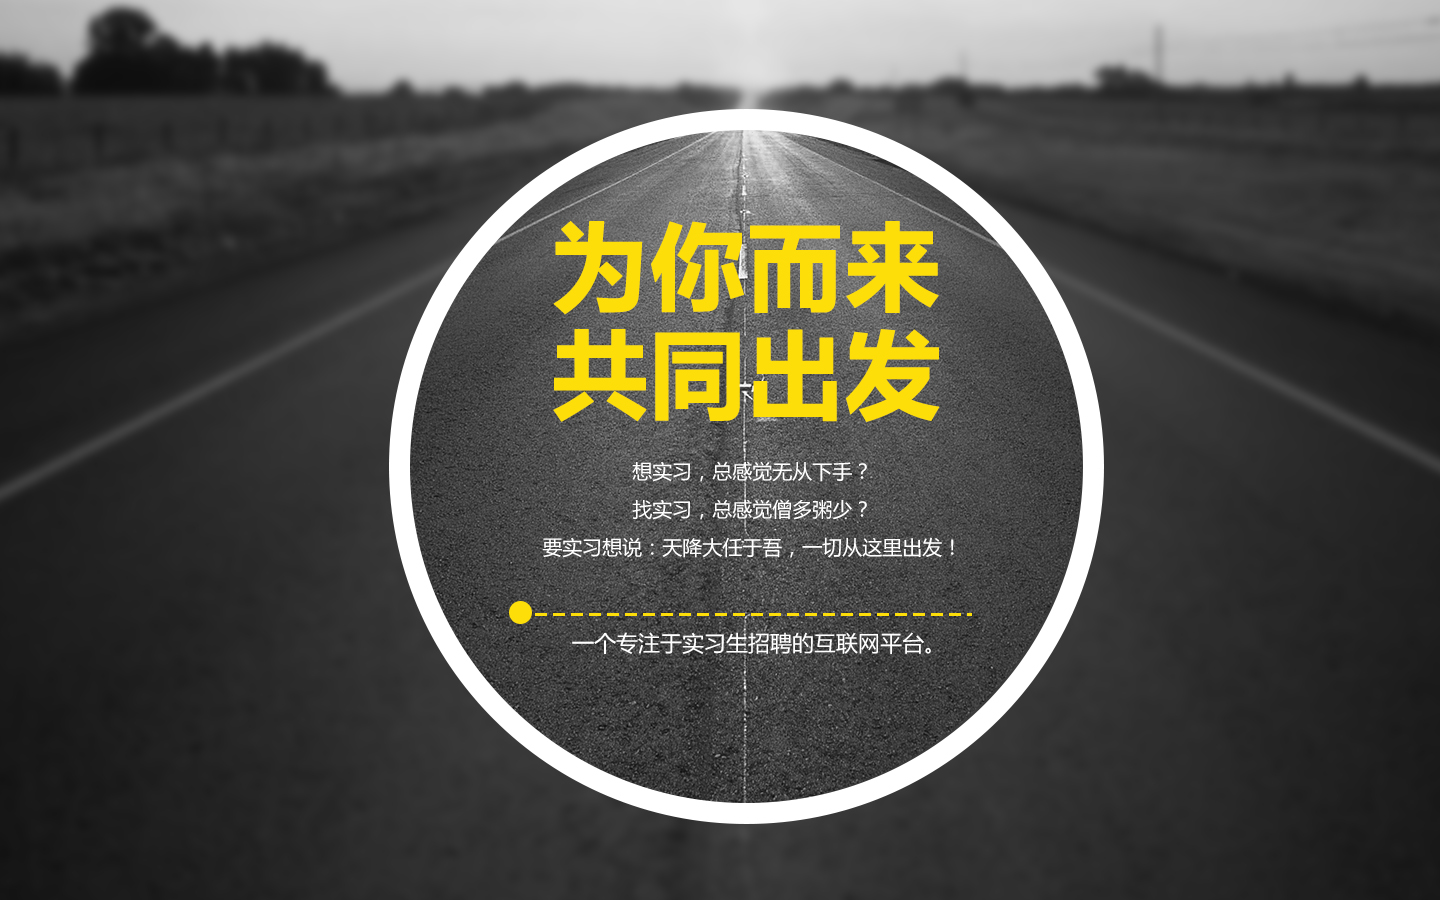 为你而来
共同出发
想实习，总感觉无从下手？
找实习，总感觉僧多粥少？
要实习想说：天降大任于吾，一切从这里出发！
一个专注于实习生招聘的互联网平台。